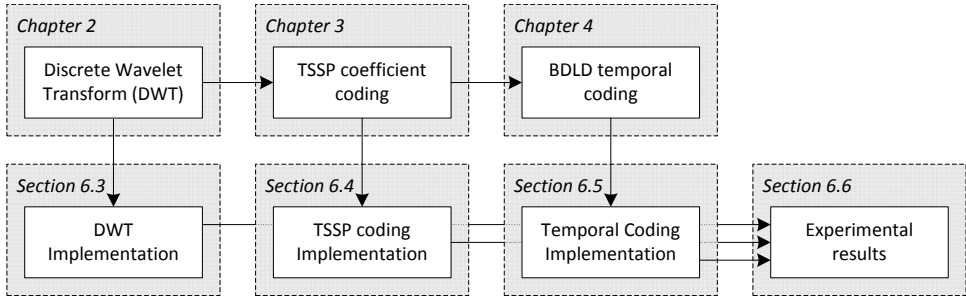 Chapter 2
Discrete Wavelet
Transform (DWT)
Chapter 3
TSSP coefficient
coding
Chapter 4
BDLD temporal
coding
Section 6.3
DWT
Implementation
Section 6.4
TSSP coding
Implementation
Section 6.5
Temporal Coding
Implementation
Section 6.6
Experimental
results